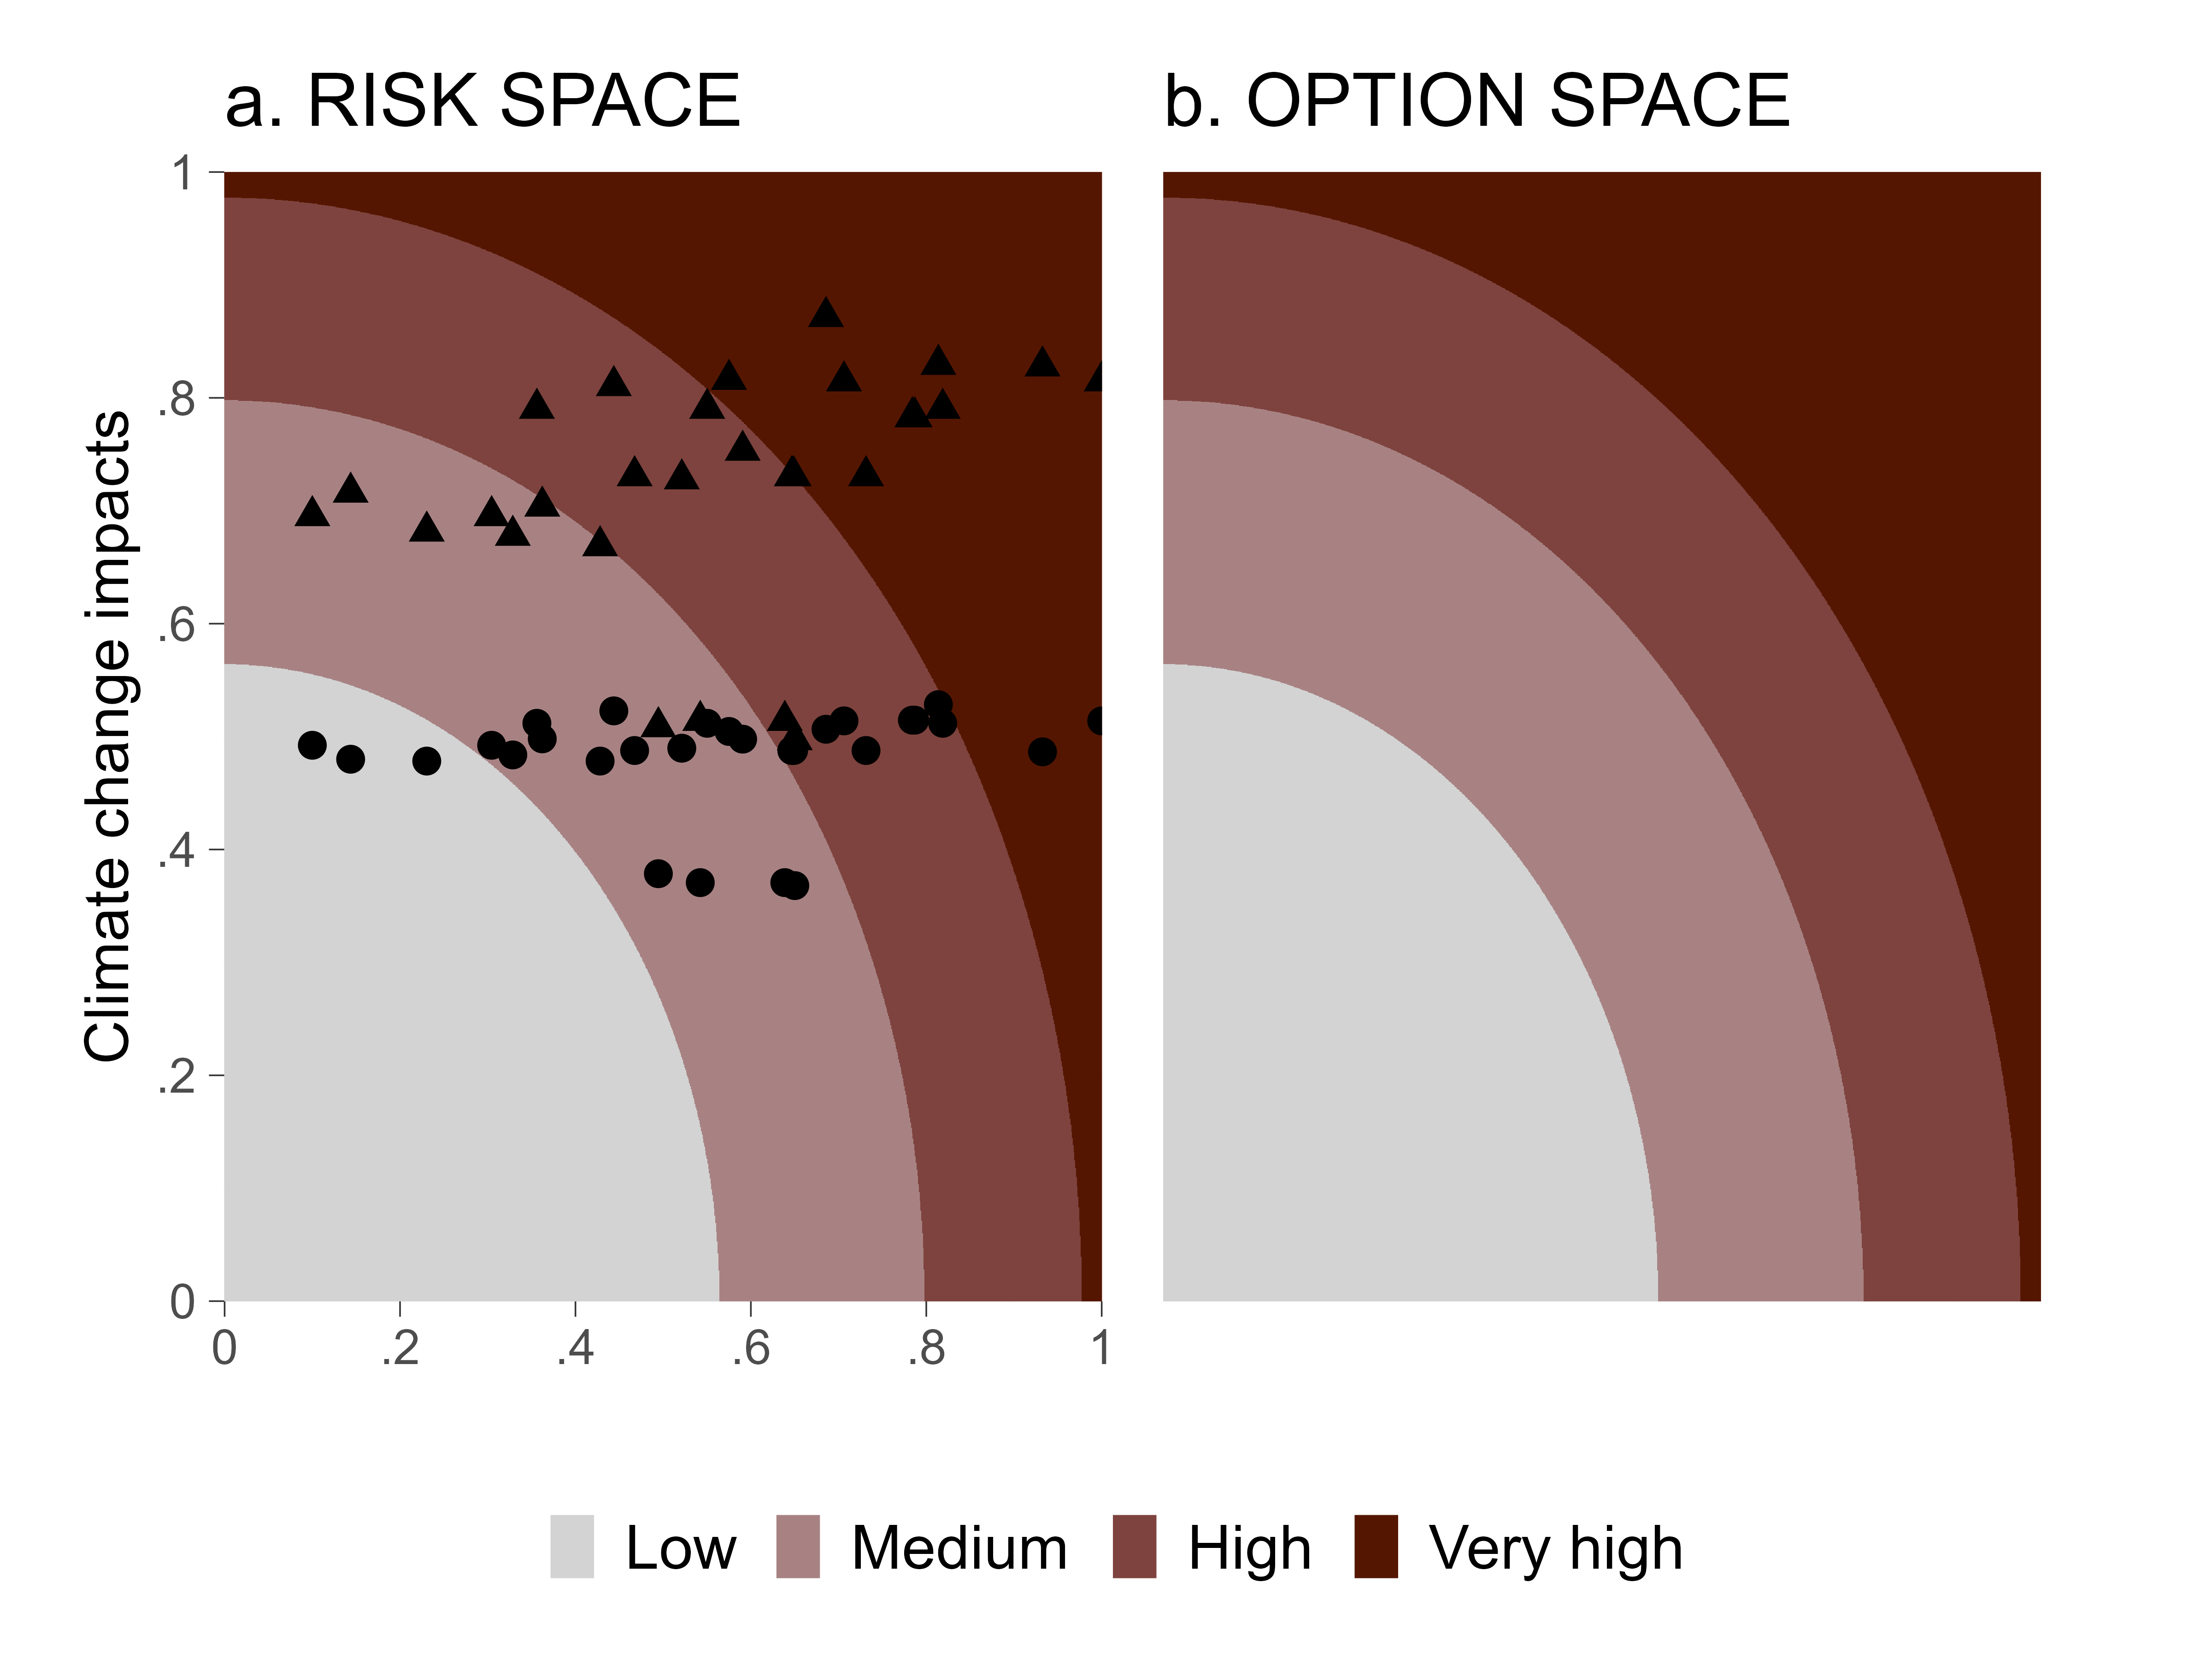 a. RISK SPACE
b. OPTION SPACE
Climate change impacts
1
.8
.6
.4
.2
0
0 .2 .4 .6 .8 1
Low Medium High Very high